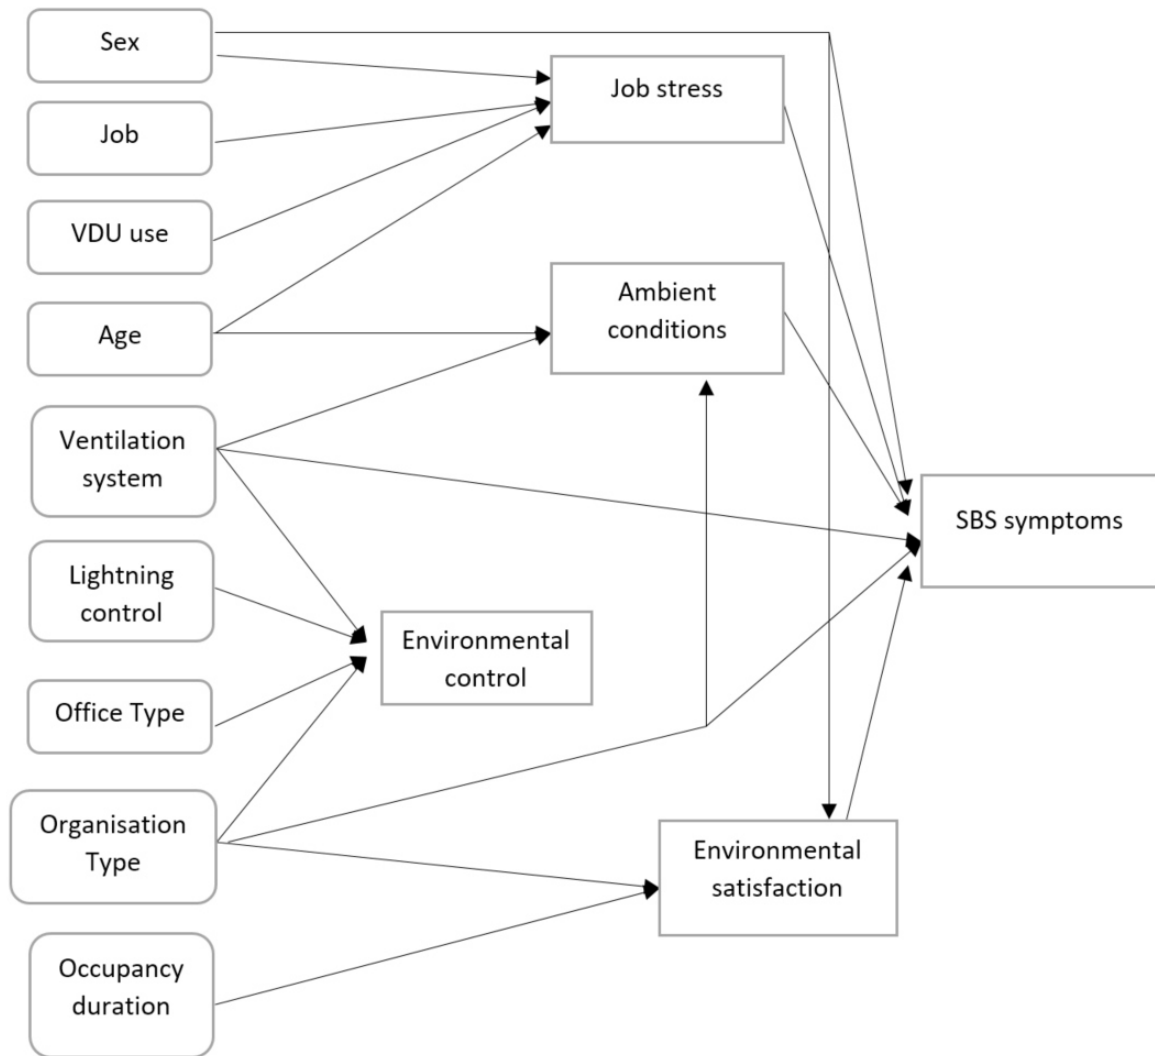 Sex
Job stress
Job
VDU use
Age
Ambient
conditions
Ventilation
system
SBS symptoms
Lightning
control
Environmental
control
Office Type
Organisation
Type
Environmental
satisfaction
Occupancy
duration